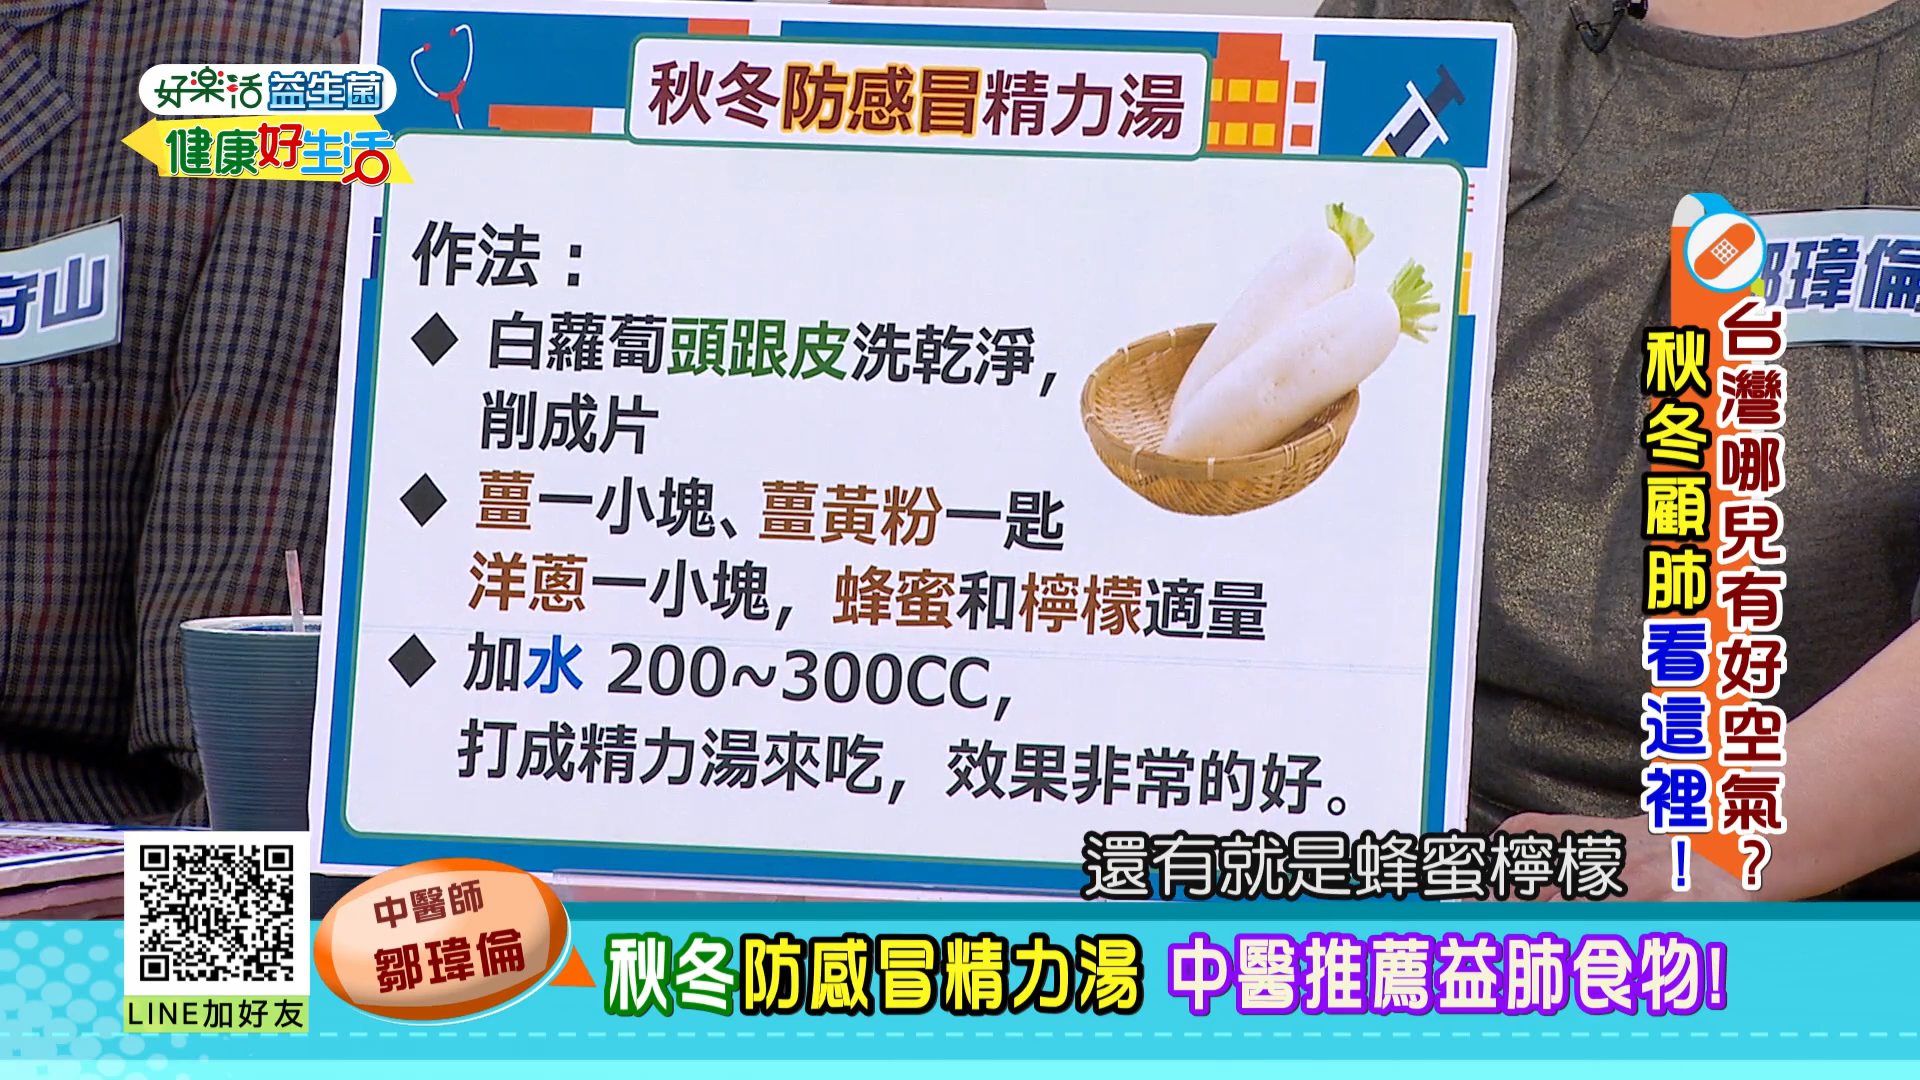 好樂活益生菌
健康好生活
秋冬防感冒精力湯
作法：
◆ 白蘿蔔頭跟皮洗乾淨，
削成片
◆ 薑一小塊、薑黃粉一匙
洋蔥一小塊，蜂蜜和檸檬適量
◆ 加水 200~300CC，
打成精力湯來吃，效果非常的好。
守山
瑋倫
台灣哪兒有好空氣？
秋冬顧肺看這裡！
還有就是蜂蜜檸檬
LINE加好友
中醫師
鄒瑋倫
秋冬防感冒精力湯 中醫推薦益肺食物!